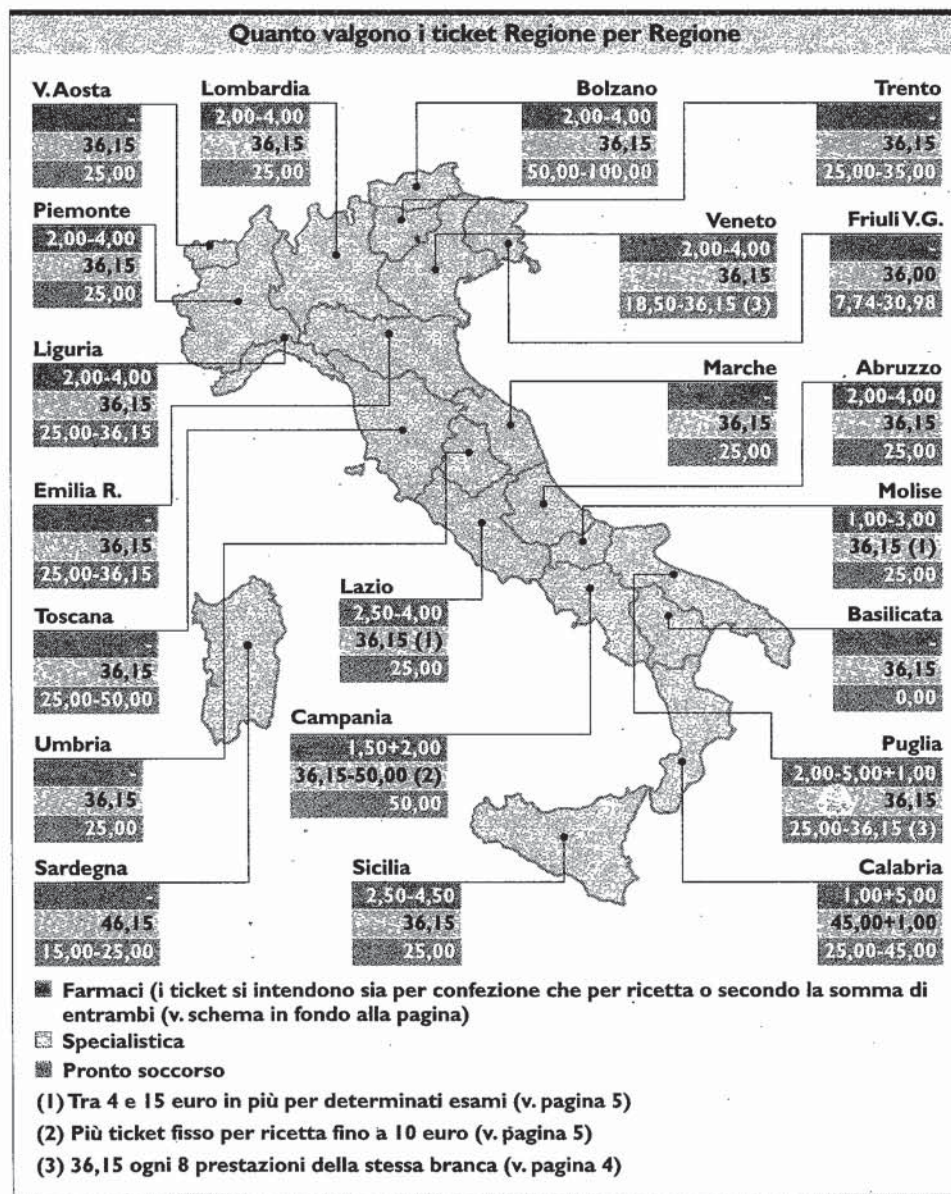 Quanto valgono i ticket Regione per Regione
V. Aosta
-
36,15
25,00
Lombardia
2,00-4,00
36,15
25,00
Bolzano
2,00-4,00
36,15
50,00-100,00
Trento
-
36,15
25,00-35,00
Piemonte
2,00-4,00
36,15
25,00
Veneto
2,00-4,00
36,15
18,50-36,15 (3)
Friuli V.G.
-
36,00
7,74-30,98
Liguria
2,00-4,00
36,15
25,00-36,15
Marche
-
36,15
25,00
Abruzzo
2,00-4,00
36,15
25,00
Emilia R.
-
36,15
25,00-36,15
Molise
1,00-3,00
36,15 (1)
25,00
Lazio
2,50-4,00
36,15 (1)
25,00
Toscana
-
36,15
25,00-50,00
Basilicata
-
36,15
0,00
Umbria
-
36,15
25,00
Campania
1,50+2,00
36,15-50,00 (2)
50,00
Puglia
2,00-5,00+1,00
36,15
25,00-36,15 (3)
Sardegna
-
46,15
15,00-25,00
Sicilia
2,50-4,50
36,15
25,00
Calabria
1,00+5,00
45,00+1,00
25,00-45,00
Farmaci (i ticket si intendono sia per confezione che per ricetta o secondo la somma di
entrambi (v. schema in fondo alla pagina)
Specialistica
Pronto soccorso
(1) Tra 4 e 15 euro in più per determinati esami (v. pagina 5)
(2) Più ticket fisso per ricetta fino a 10 euro (v. pagina 5)
(3) 36,15 ogni 8 prestazioni della stessa branca (v. pagina 4)